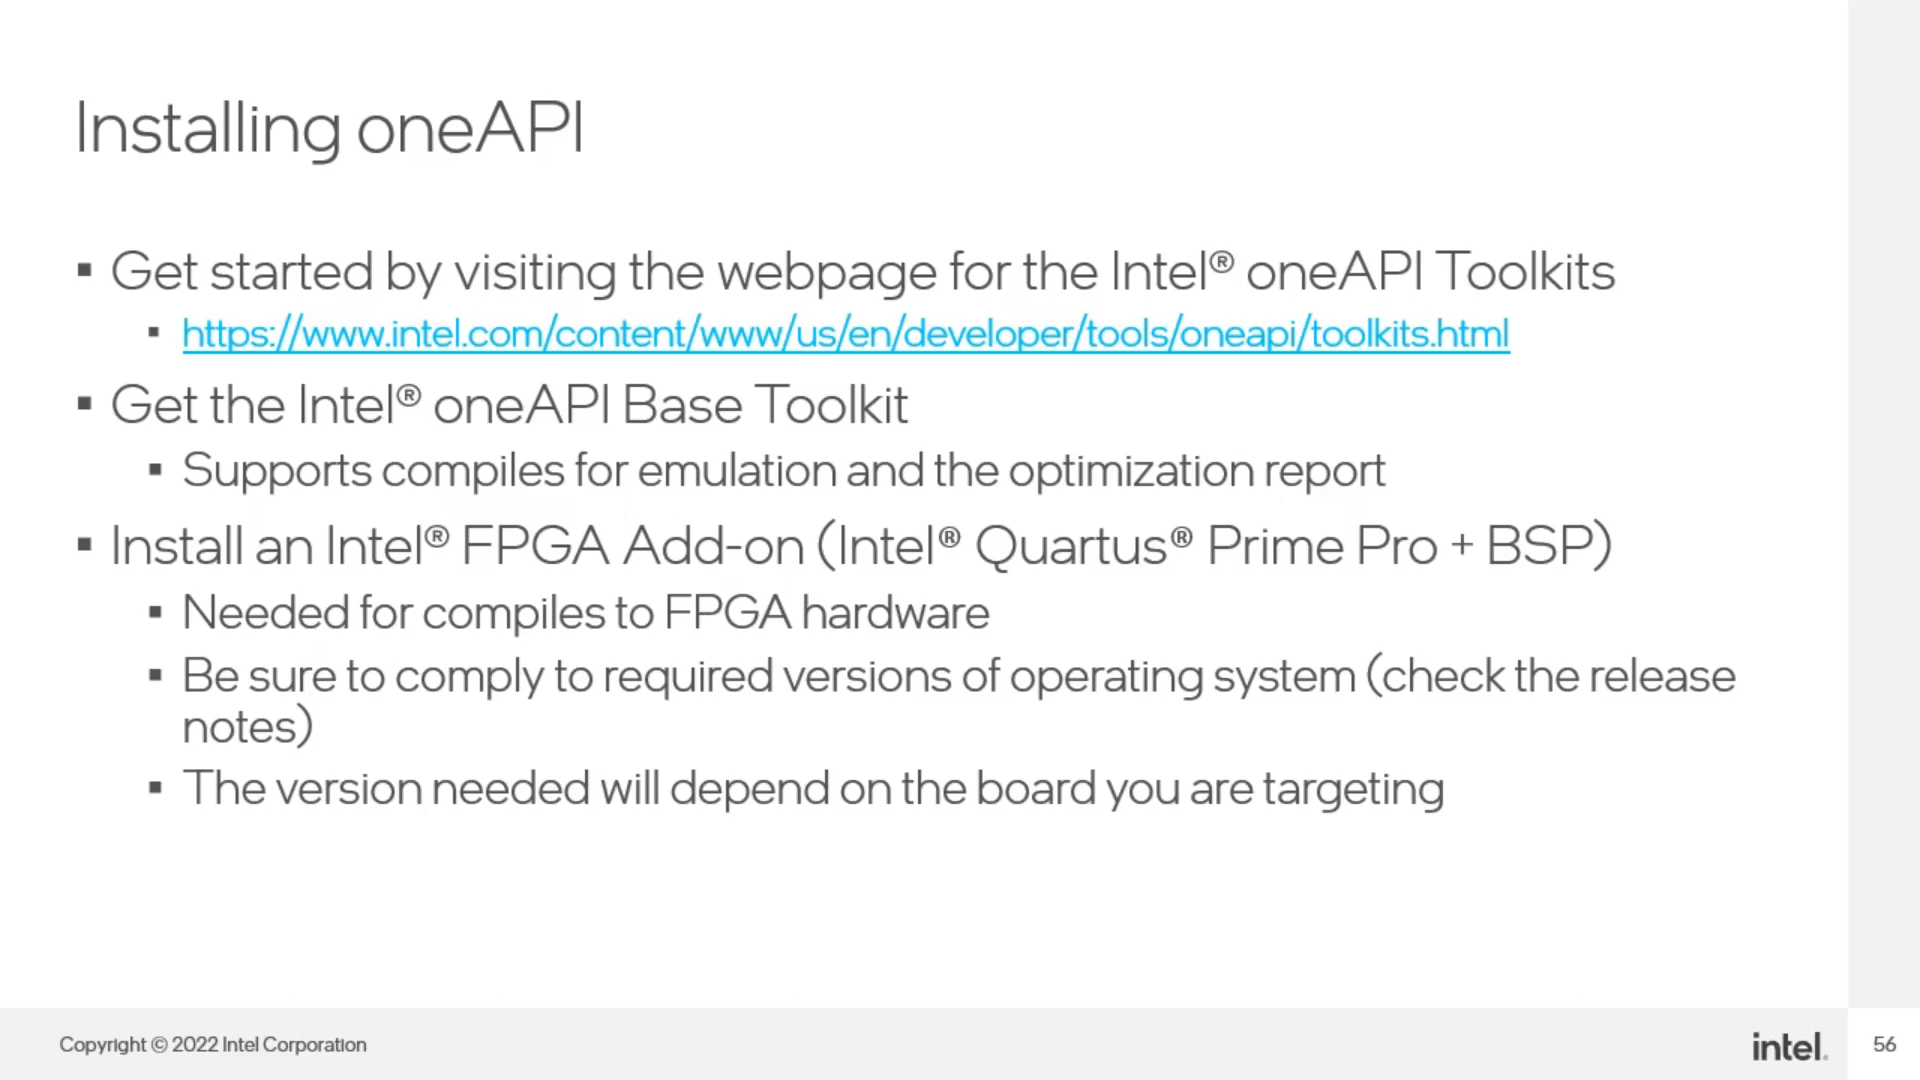 Installing oneAPI
▪ Get started by visiting the webpage for the Intel® oneAPI Toolkits
▪ https://www.intel.com/content/www/us/en/developer/tools/oneapi/toolkits.html
▪ Get the Intel® oneAPI Base Toolkit
▪ Supports compiles for emulation and the optimization report
▪ Install an Intel® FPGA Add-on (Intel® Quartus® Prime Pro + BSP)
▪ Needed for compiles to FPGA hardware
▪ Be sure to comply to required versions of operating system (check the release
notes)
▪ The version needed will depend on the board you are targeting
Copyright © 2022 Intel Corporation
intel.
56